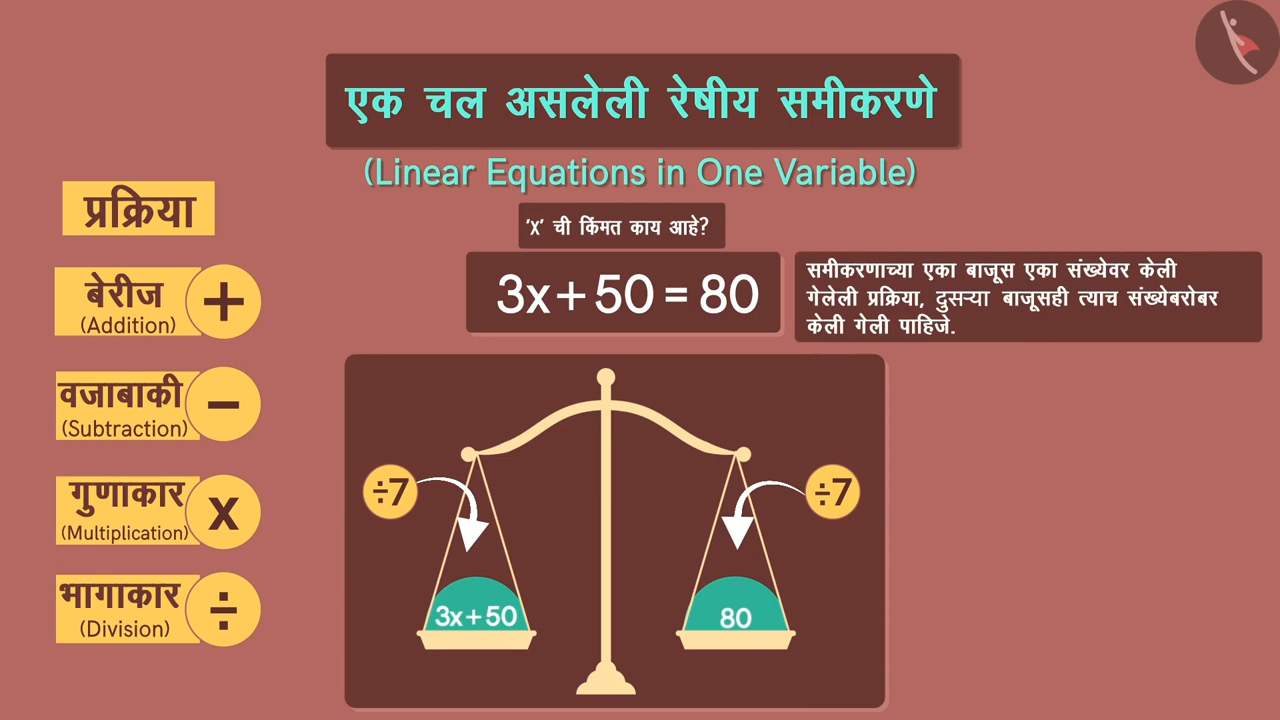 एक चल असलेली रेषीय समीकरणे
(Linear Equations in One Variable)
प्रक्रिया
'x' ची किंमत काय आहे?
3x+50=80
समीकरणाच्या एका बाजूस एका संख्येवर केली
गेलेली प्रक्रिया, दुसऱ्या बाजूसही त्याच संख्येबरोबर
केली गेली पाहिजे.
बेरीज
(Addition)
+
वजाबाकी
(Subtraction)
−
गुणाकार
(Multiplication)
x
भागाकार
(Division)
÷
÷7
÷7
3x+50
80